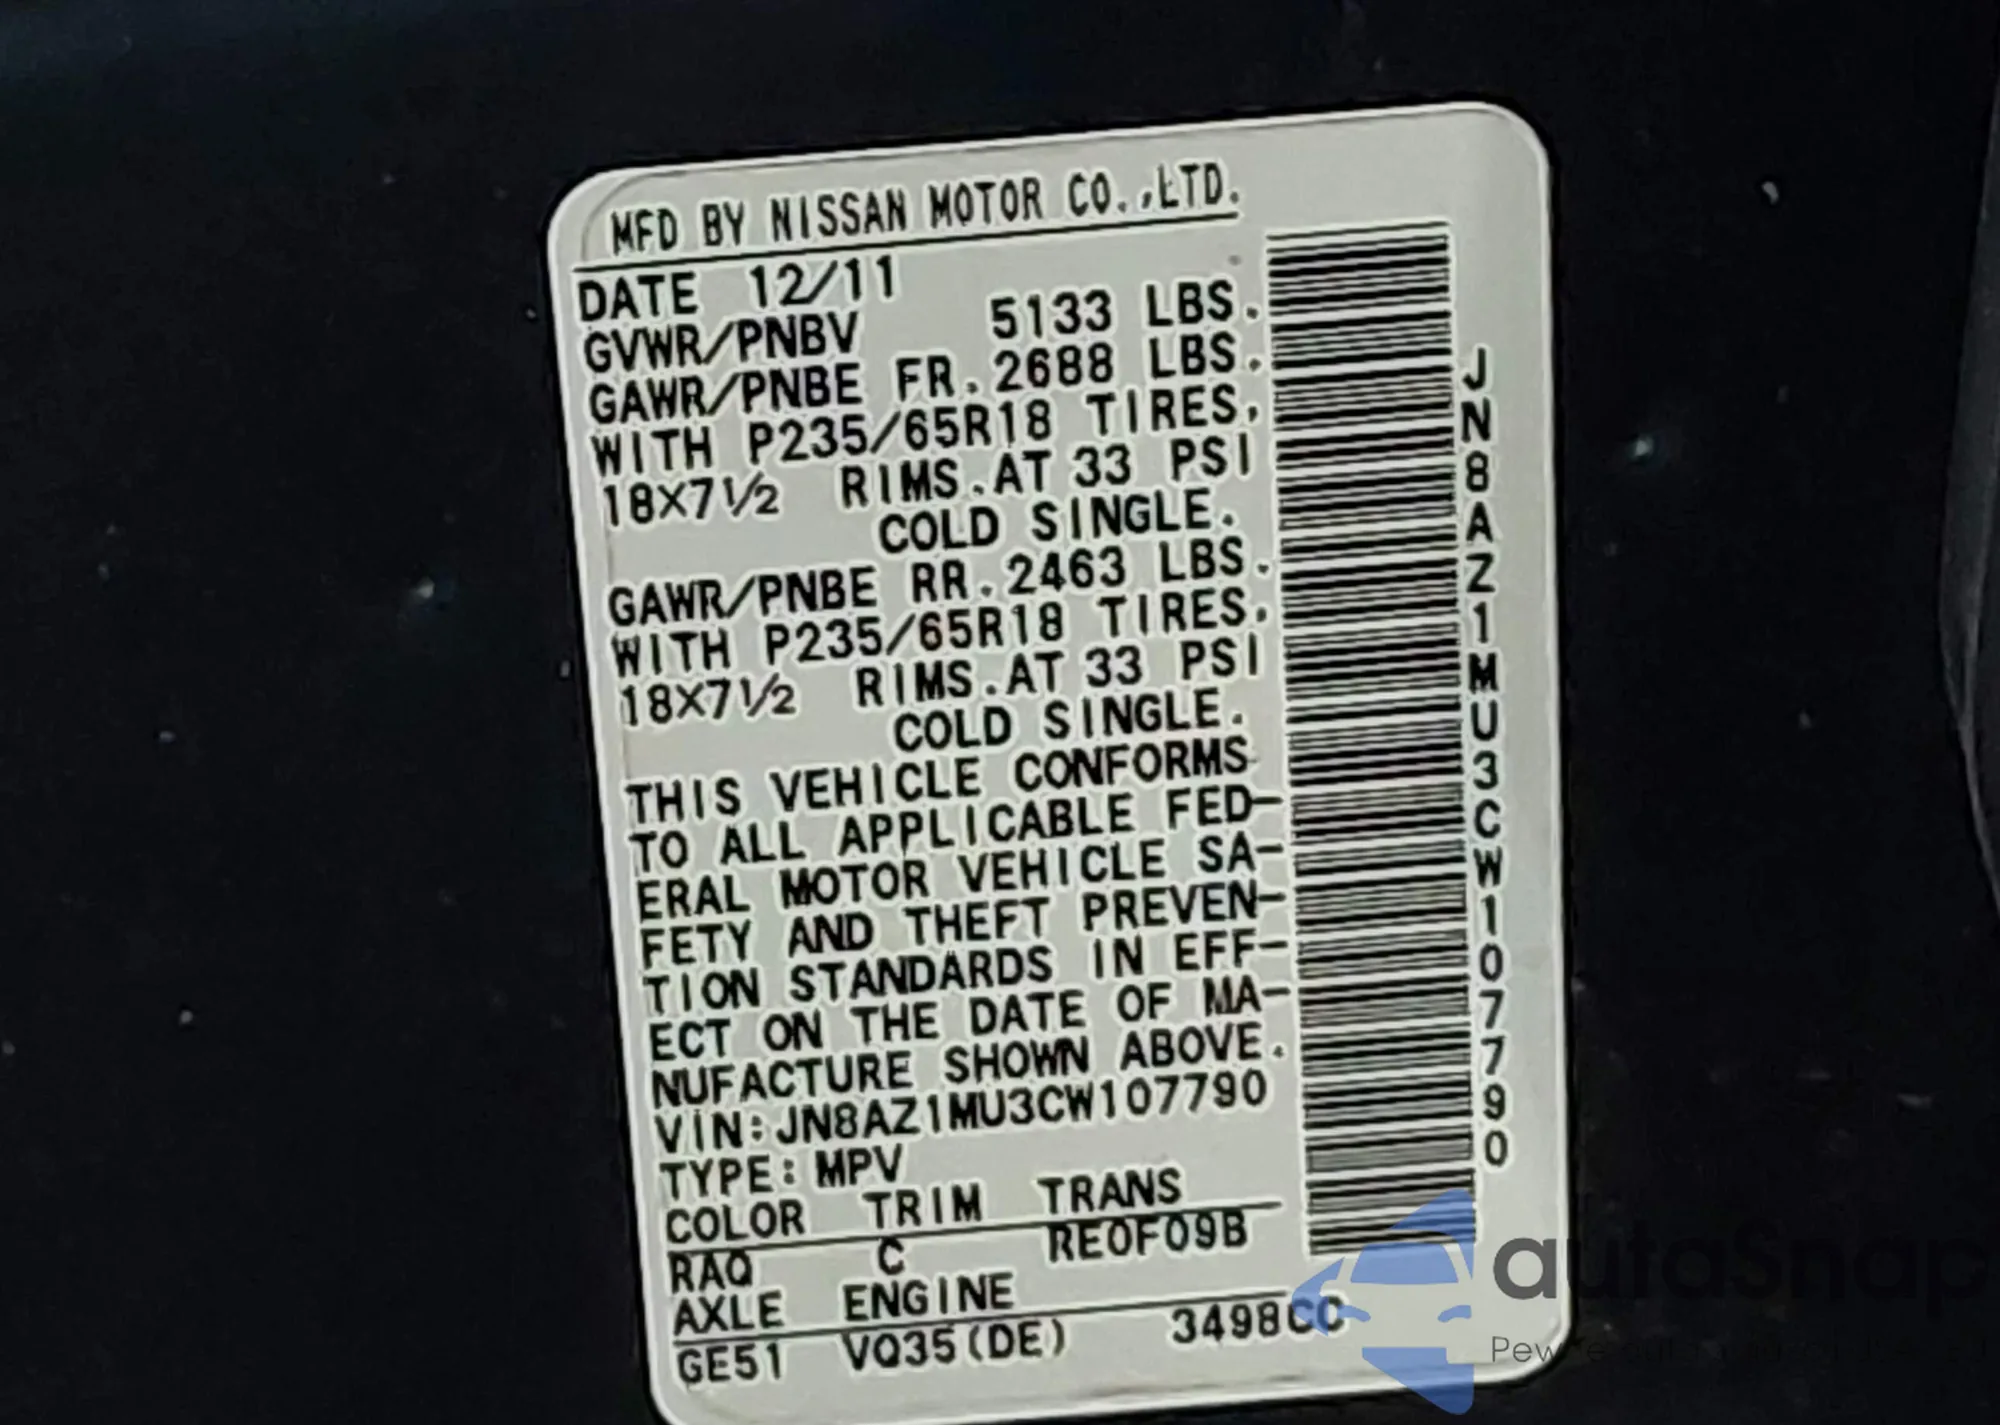 MFD BY NISSAN MOTOR CO.,LTD.
DATE 12/11
GVWR/PNBV 5133 LBS.
GAWR/PNBE FR.2688 LBS.
WITH P235/65R18 TIRES,
18X7½ RIMS.AT 33 PSI
COLD SINGLE.
GAWR/PNBE RR.2463 LBS.
WITH P235/65R18 TIRES.
18X7½ RIMS.AT 33 PSI
COLD SINGLE.
THIS VEHICLE CONFORMS
TO ALL APPLICABLE FED-
ERAL MOTOR VEHICLE SA-
FETY AND THEFT PREVEN-
TION STANDARDS IN EFF-
ECT ON THE DATE OF MA-
NUFACTURE SHOWN ABOVE.
VIN:JN8AZ1MU3CW107790
TYPE:MPV
COLOR TRIM TRANS
RAQ C RE0F09B
AXLE ENGINE
GE51 VQ35(DE) 3498CC
JN8AZ1MU3CW107790
autoSnap